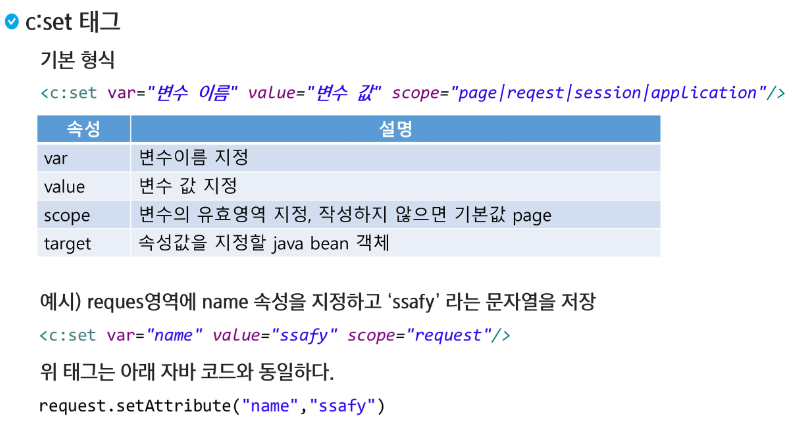 c:set 태그
기본 형식
<c:set var="변수 이름" value="변수 값" scope="page|reqest|session|application"/>
속성 설명
var 변수이름 지정
value 변수 값 지정
scope 변수의 유효영역 지정, 작성하지 않으면 기본값 page
target 속성값을 지정할 java bean 객체
예시) reques영역에 name 속성을 지정하고 ‘ssafy’ 라는 문자열을 저장
<c:set var="name" value="ssafy" scope="request"/>
위 태그는 아래 자바 코드와 동일하다.
request.setAttribute("name","ssafy")